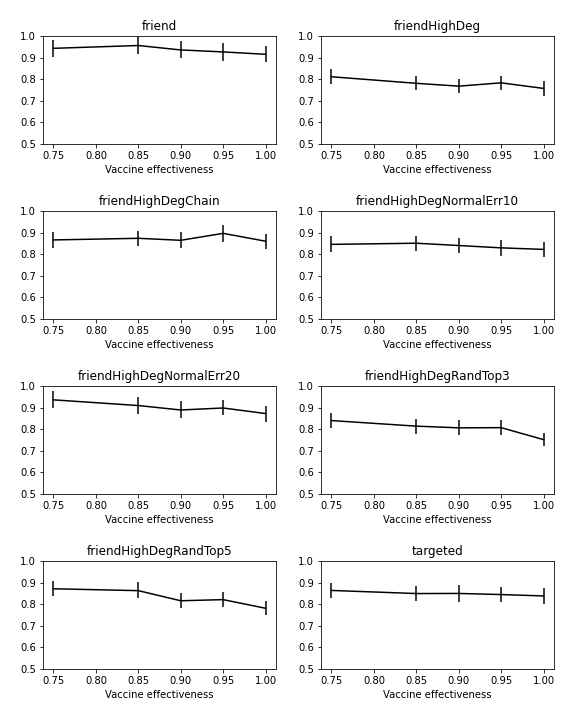 friend
1.0
0.9
0.8
0.7
0.6
0.5
0.75 0.80 0.85 0.90 0.95 1.00
Vaccine effectiveness
friendHighDeg
1.0
0.9
0.8
0.7
0.6
0.5
0.75 0.80 0.85 0.90 0.95 1.00
Vaccine effectiveness
friendHighDegChain
1.0
0.9
0.8
0.7
0.6
0.5
0.75 0.80 0.85 0.90 0.95 1.00
Vaccine effectiveness
friendHighDegNormalErr10
1.0
0.9
0.8
0.7
0.6
0.5
0.75 0.80 0.85 0.90 0.95 1.00
Vaccine effectiveness
friendHighDegNormalErr20
1.0
0.9
0.8
0.7
0.6
0.5
0.75 0.80 0.85 0.90 0.95 1.00
Vaccine effectiveness
friendHighDegRandTop3
1.0
0.9
0.8
0.7
0.6
0.5
0.75 0.80 0.85 0.90 0.95 1.00
Vaccine effectiveness
friendHighDegRandTop5
1.0
0.9
0.8
0.7
0.6
0.5
0.75 0.80 0.85 0.90 0.95 1.00
Vaccine effectiveness
targeted
1.0
0.9
0.8
0.7
0.6
0.5
0.75 0.80 0.85 0.90 0.95 1.00
Vaccine effectiveness